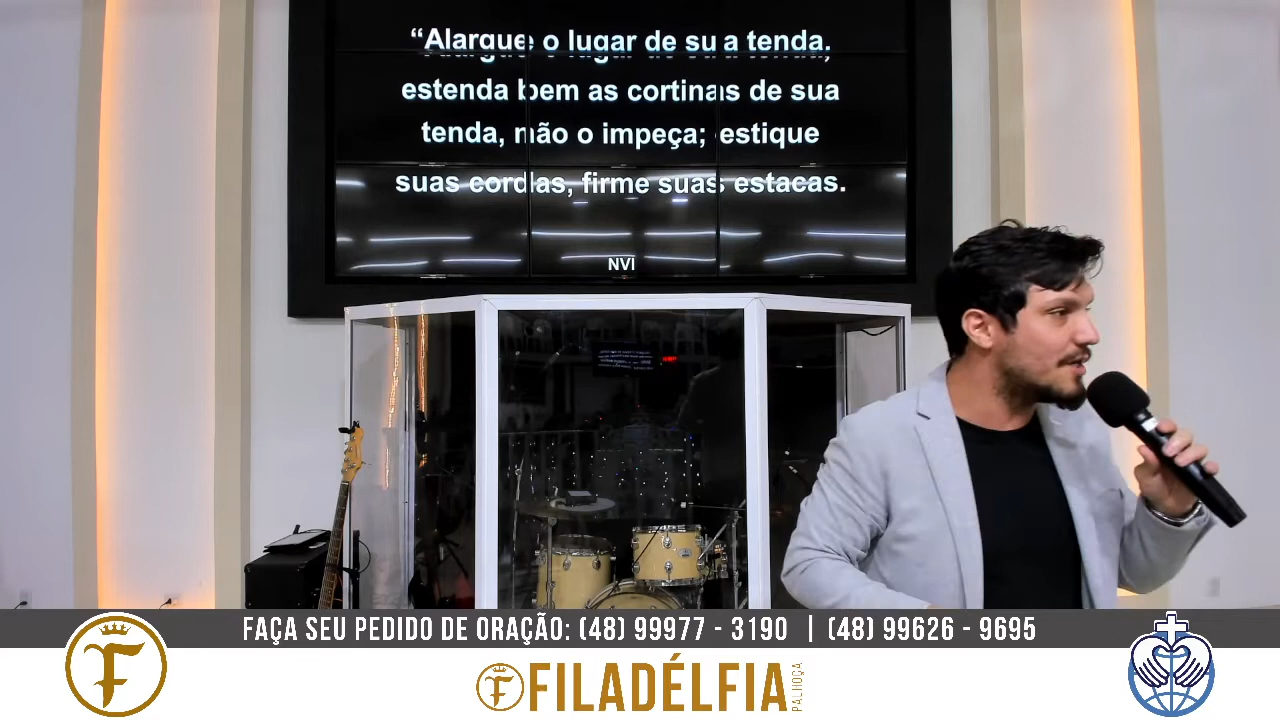 “Alargue o lugar de sua tenda,
estenda bem as cortinas de sua
tenda, não o impeça; estique
suas cordas, firme suas estacas.
NVI
FAÇA SEU PEDIDO DE ORAÇÃO: (48) 99977 - 3190 | (48) 99626 - 9695
F
F FILADÉLFIA PALHOÇA